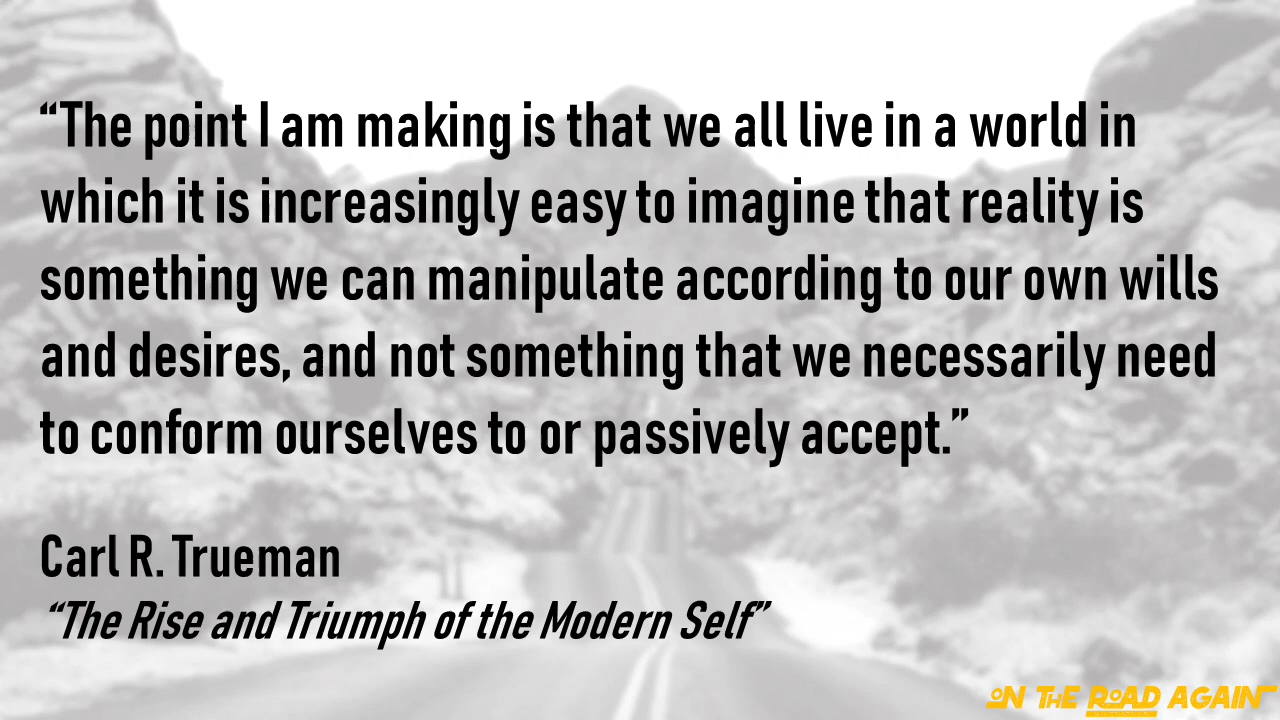 “The point I am making is that we all live in a world in
which it is increasingly easy to imagine that reality is
something we can manipulate according to our own wills
and desires, and not something that we necessarily need
to conform ourselves to or passively accept.”
Carl R. Trueman
“The Rise and Triumph of the Modern Self”
ON THE ROAD AGAIN